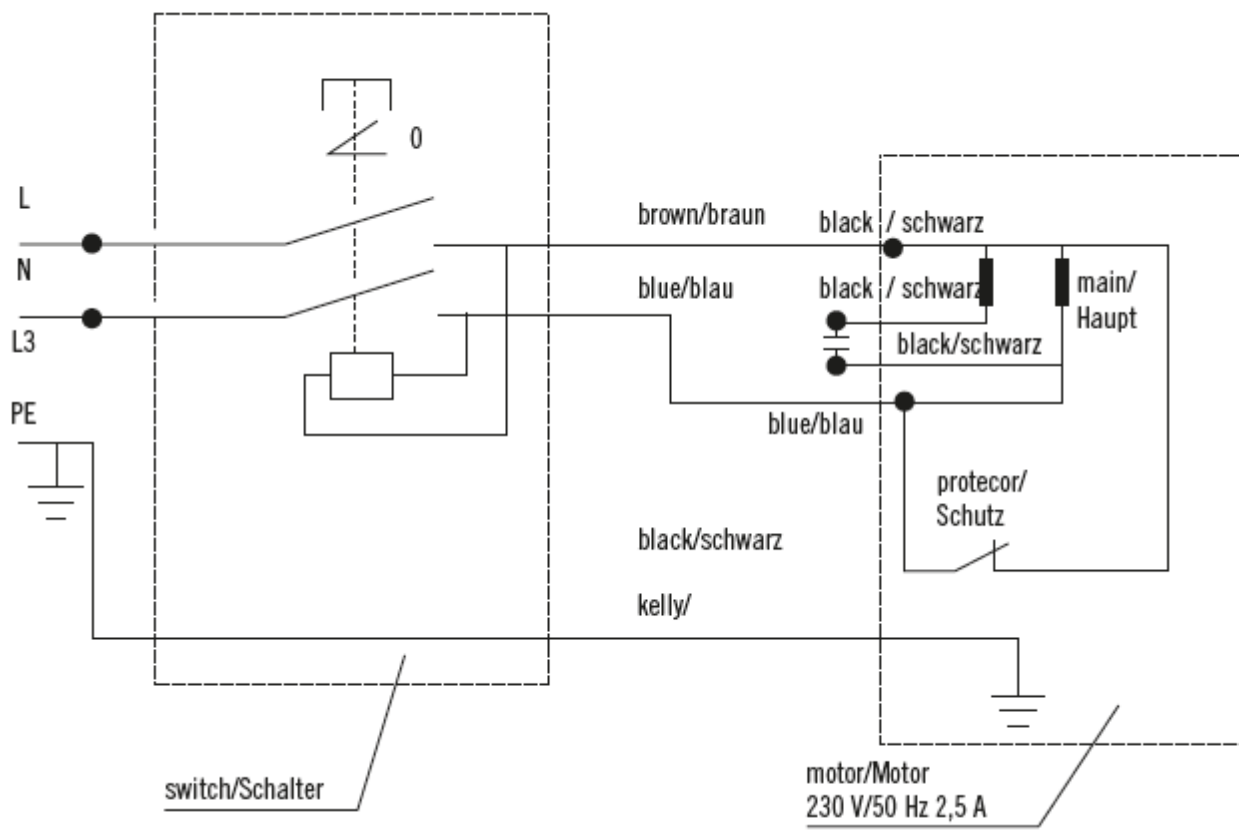 0
L
brown/braun
black / schwarz
N
blue/blau
black / schwarz
main/
Haupt
L3
black/schwarz
PE
blue/blau
protecor/
Schutz
black/schwarz
kelly/
switch/Schalter
motor/Motor
230 V/50 Hz 2,5 A